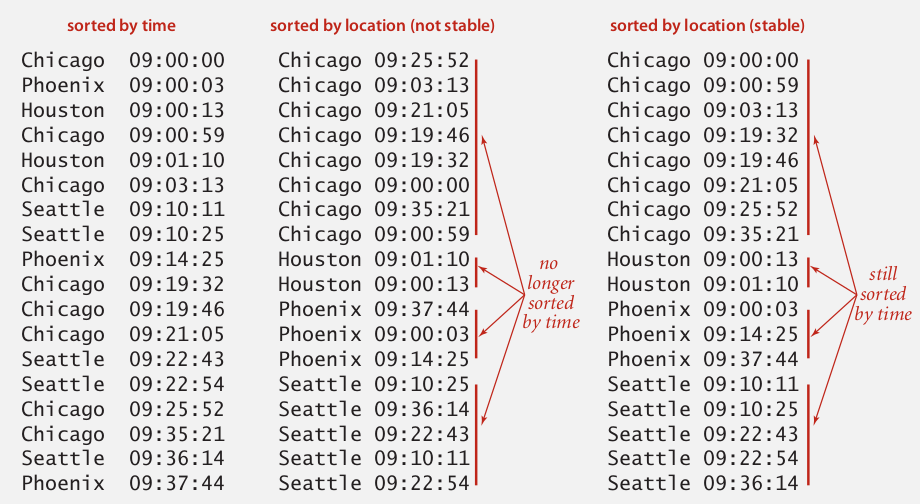 sorted by time
Chicago 09:00:00
Phoenix 09:00:03
Houston 09:00:13
Chicago 09:00:59
Houston 09:01:10
Chicago 09:03:13
Seattle 09:10:11
Seattle 09:10:25
Phoenix 09:14:25
Chicago 09:19:32
Chicago 09:19:46
Chicago 09:21:05
Seattle 09:22:43
Seattle 09:22:54
Chicago 09:25:52
Chicago 09:35:21
Seattle 09:36:14
Phoenix 09:37:44
sorted by location (not stable)
Chicago 09:25:52
Chicago 09:03:13
Chicago 09:21:05
Chicago 09:19:46
Chicago 09:19:32
Chicago 09:00:00
Chicago 09:35:21
Chicago 09:00:59
Houston 09:01:10
Houston 09:00:13
Phoenix 09:37:44
Phoenix 09:00:03
Phoenix 09:14:25
Seattle 09:10:25
Seattle 09:36:14
Seattle 09:22:43
Seattle 09:10:11
Seattle 09:22:54
no
longer
sorted
by time
sorted by location (stable)
Chicago 09:00:00
Chicago 09:00:59
Chicago 09:03:13
Chicago 09:19:32
Chicago 09:19:46
Chicago 09:21:05
Chicago 09:25:52
Chicago 09:35:21
Houston 09:00:13
Houston 09:01:10
Phoenix 09:00:03
Phoenix 09:14:25
Phoenix 09:37:44
Seattle 09:10:11
Seattle 09:10:25
Seattle 09:22:43
Seattle 09:22:54
Seattle 09:36:14
still
sorted
by time